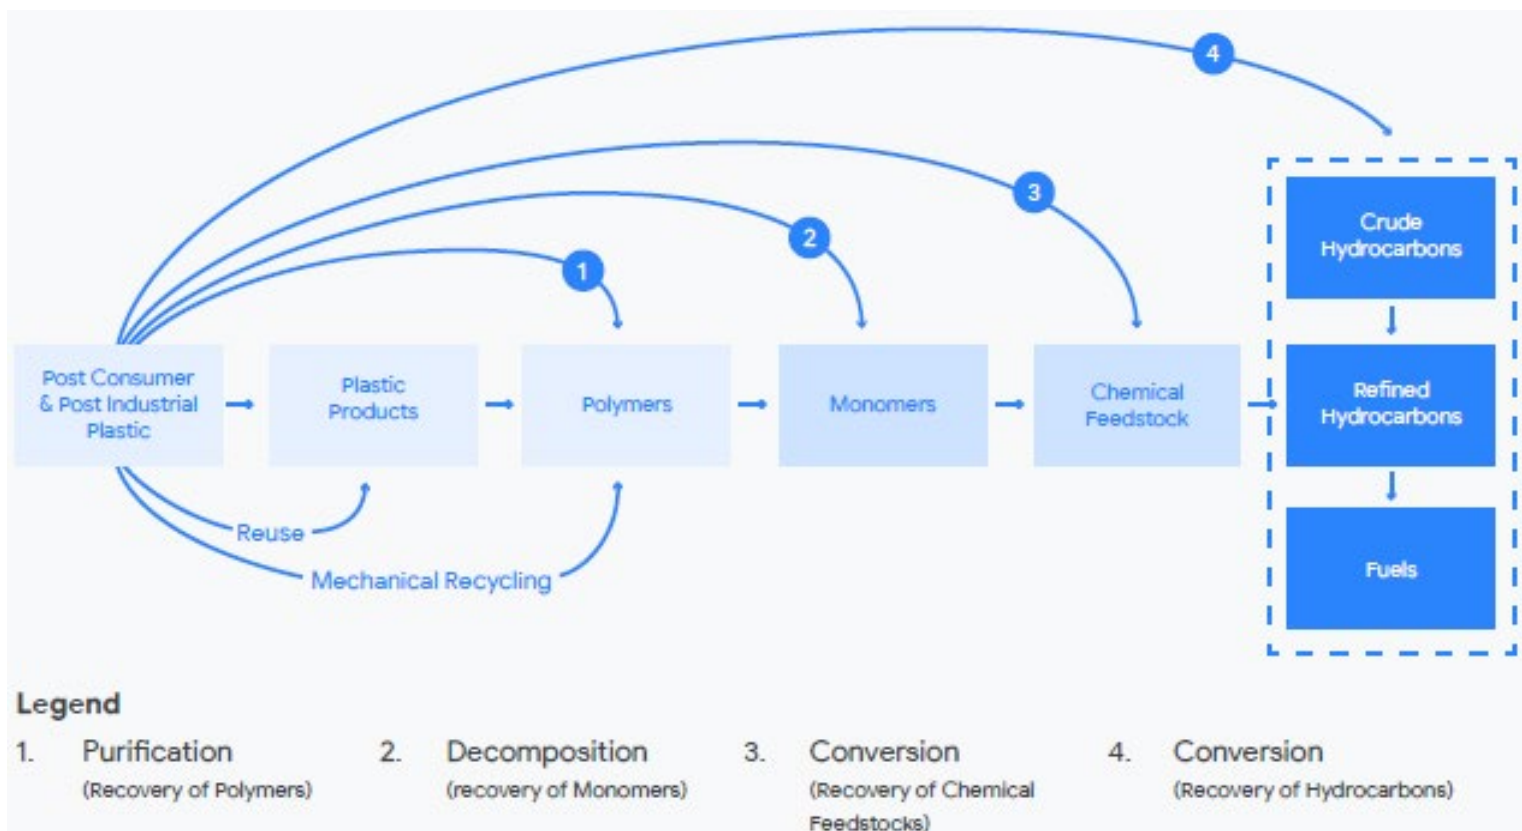 4
3
2
1
Crude
Hydrocarbons
Post Consumer
& Post Industrial
Plastic
Plastic
Products
Polymers
Monomers
Chemical
Feedstock
Refined
Hydrocarbons
Reuse
Mechanical Recycling
Fuels
Legend
1. Purification
(Recovery of Polymers)
2. Decomposition
(recovery of Monomers)
3. Conversion
(Recovery of Chemical
Feedstocks)
4. Conversion
(Recovery of Hydrocarbons)